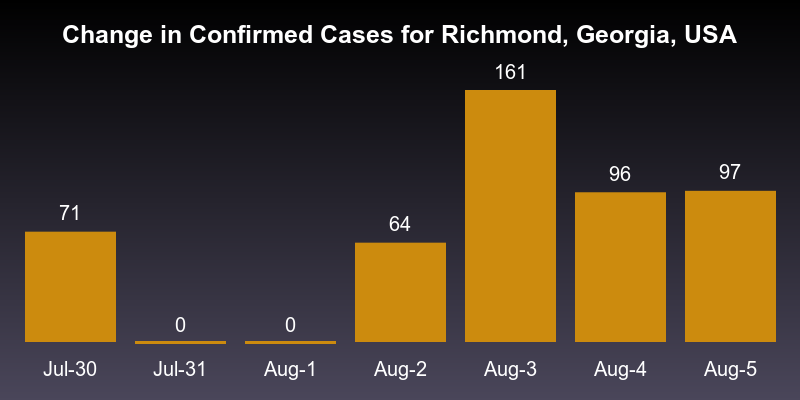 Change in Confirmed Cases for Richmond, Georgia, USA
161
96
97
71
64
0
0
Jul-30
Jul-31
Aug-1
Aug-2
Aug-3
Aug-4
Aug-5